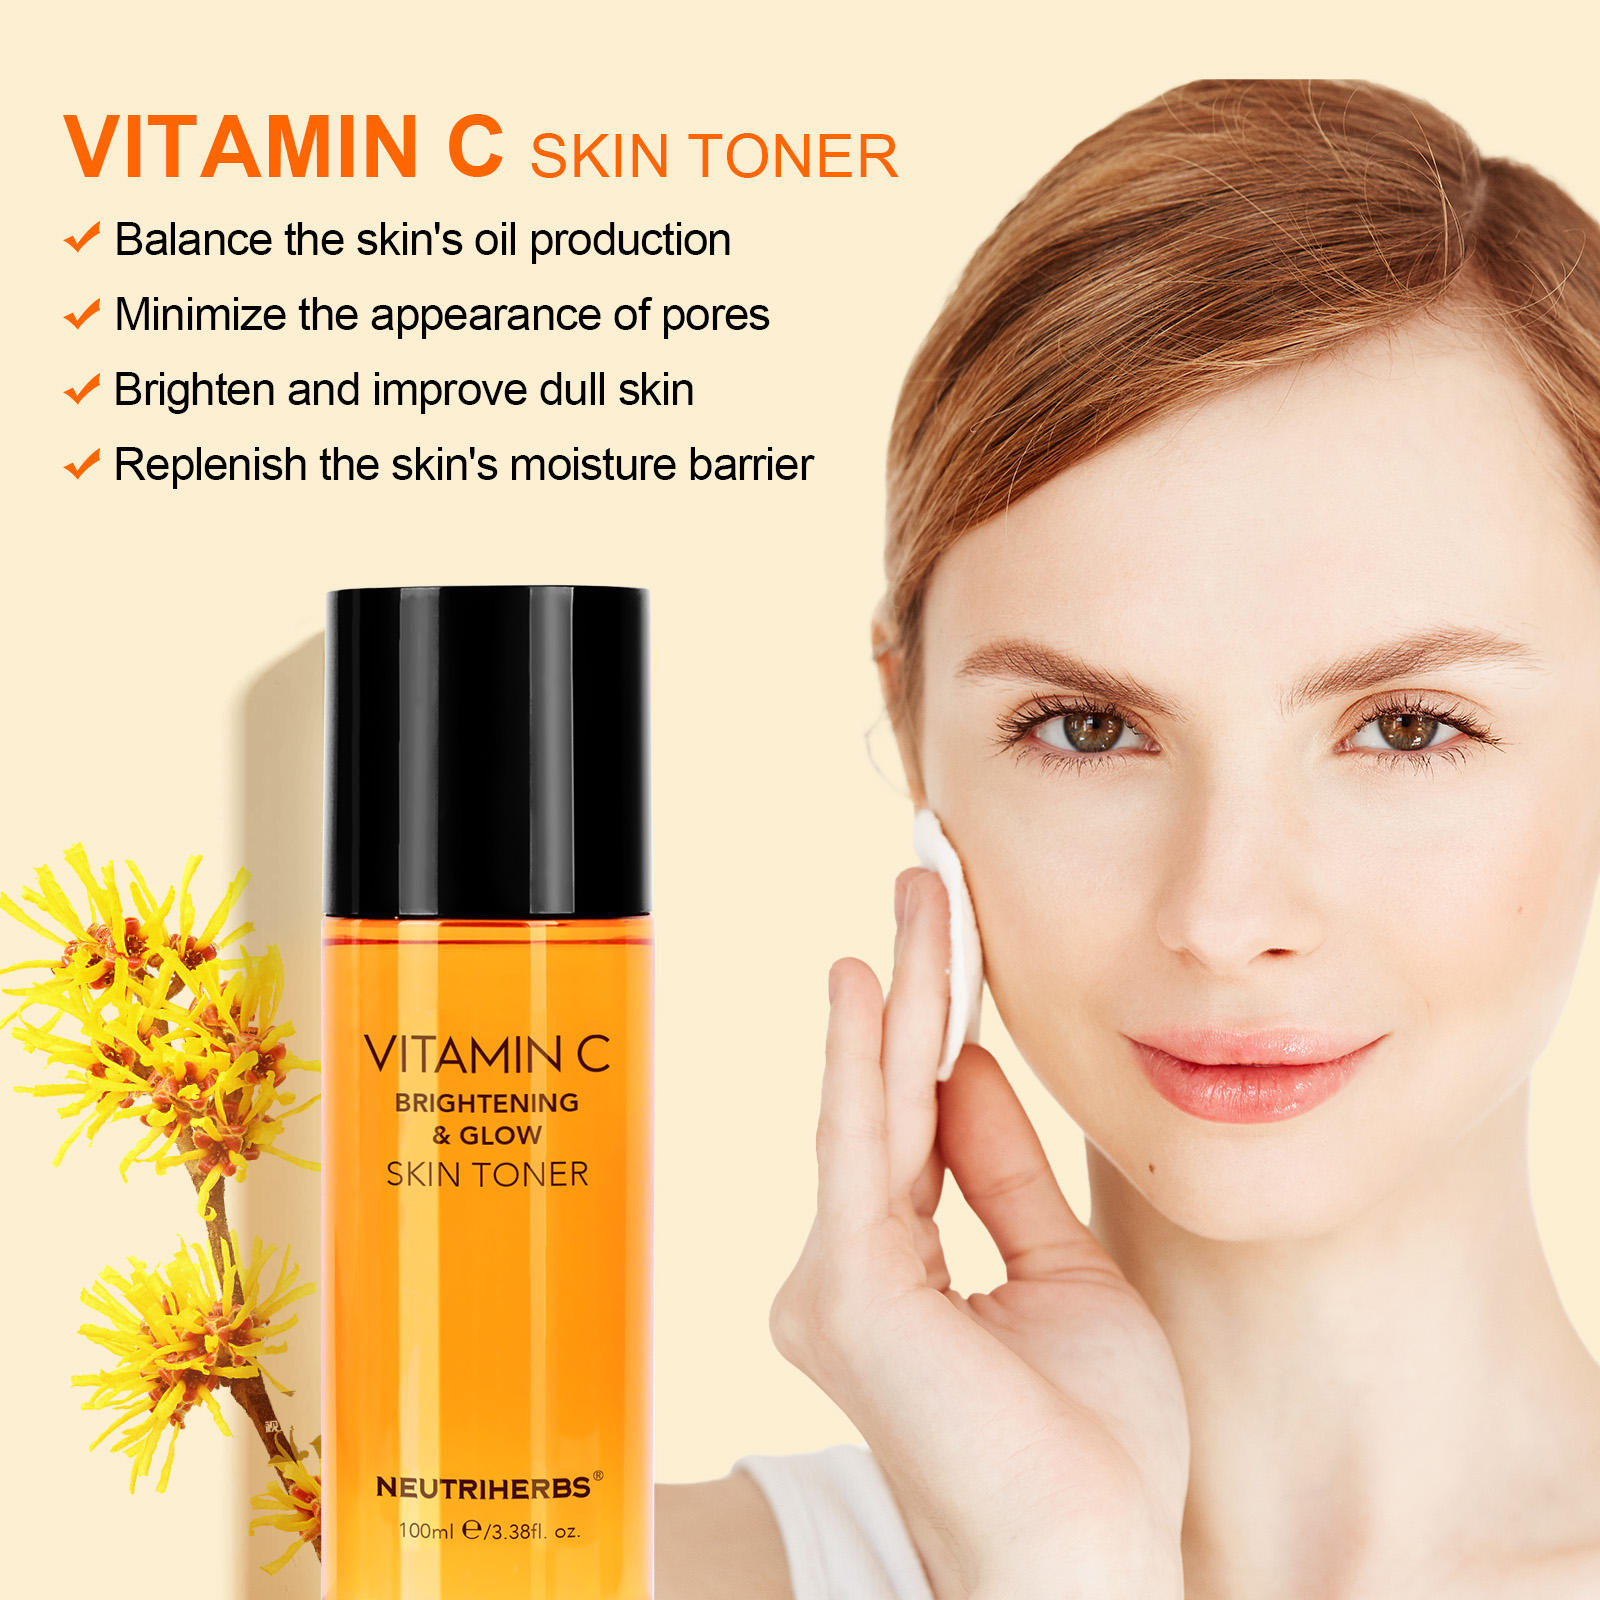 VITAMIN C SKIN TONER
Balance the skin's oil production
Minimize the appearance of pores
Brighten and improve dull skin
Replenish the skin's moisture barrier
VITAMIN C
BRIGHTENING
& GLOW
SKIN TONER
NEUTRIHERBS®
100ml ℮/3.38fl. oz.